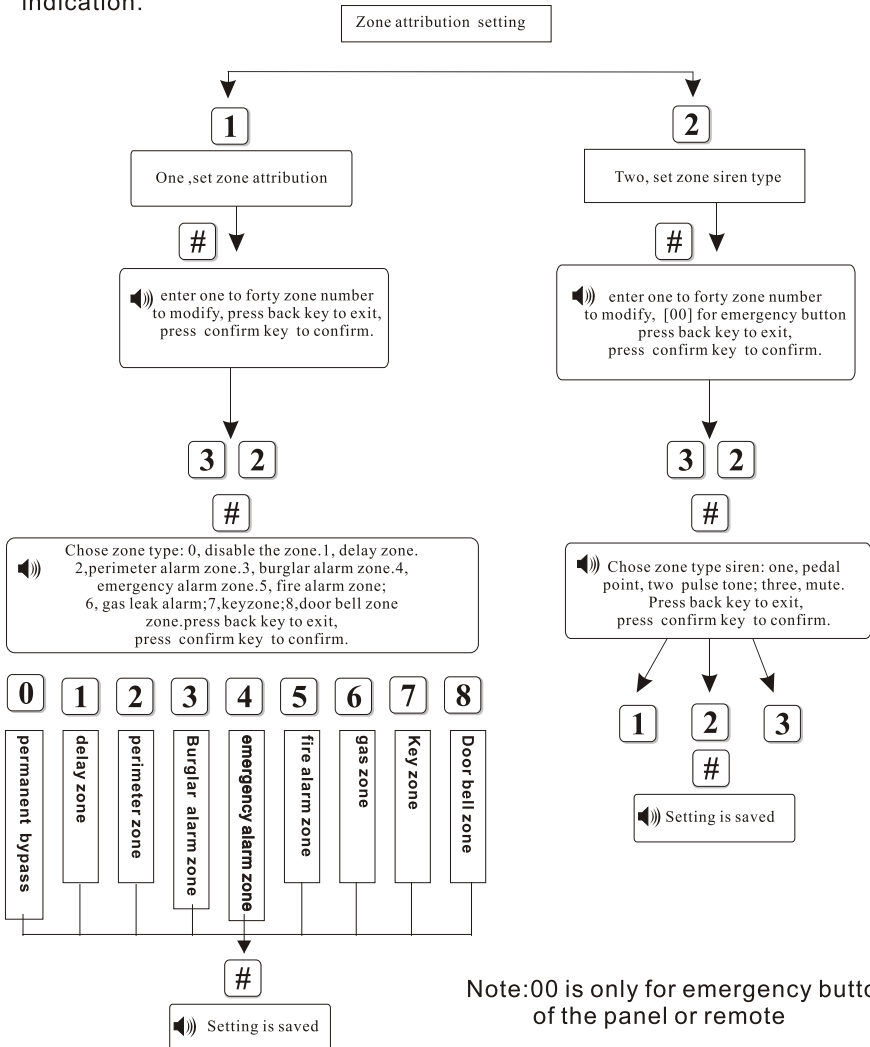 indication.
Zone attribution setting
1
2
One ,set zone attribution
Two, set zone siren type
#
#
enter one to forty zone number
to modify, press back key to exit,
press confirm key to confirm.
enter one to forty zone number
to modify, [00] for emergency button
press back key to exit,
press confirm key to confirm.
3 2
3 2
#
#
Chose zone type: 0, disable the zone.1, delay zone.
2,perimeter alarm zone.3, burglar alarm zone.4,
emergency alarm zone.5, fire alarm zone;
6, gas leak alarm;7,keyzone;8,door bell zone
zone.press back key to exit,
press confirm key to confirm.
Chose zone type siren: one, pedal
point, two pulse tone; three, mute.
Press back key to exit,
press confirm key to confirm.
0 1 2 3 4 5 6 7 8
permanent bypass
delay zone
perimeter zone
Burglar alarm zone
emergency alarm zone
fire alarm zone
gas zone
Key zone
Door bell zone
1 2 3
#
Setting is saved
#
Setting is saved
Note:00 is only for emergency butto
of the panel or remote